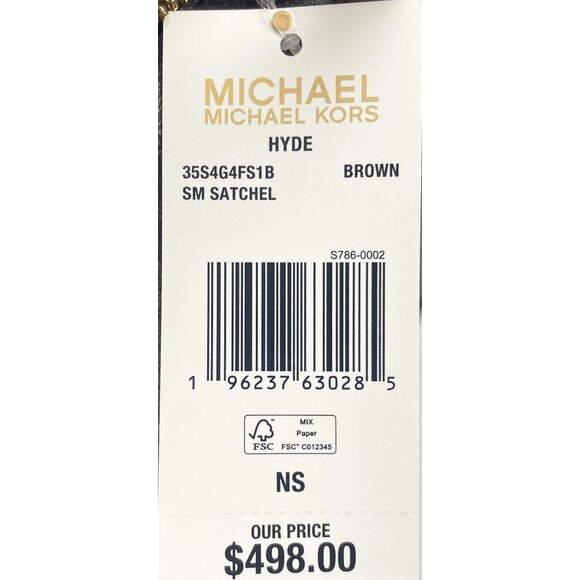 MICHAEL
MICHAEL KORS
HYDE
35S4G4FS1B BROWN
SM SATCHEL
S786-0002
1 96237 63028 5
MIX
Paper
FSC™ C012345
FSC
NS
OUR PRICE
$498.00